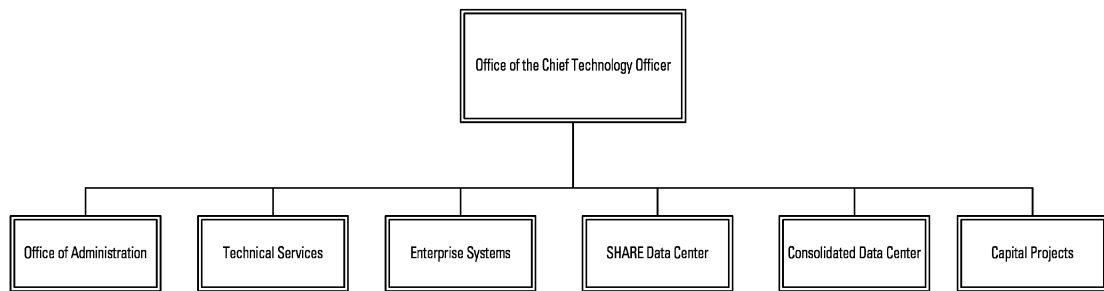 Office of the Chief Technology Officer
Office of Administration
Technical Services
Enterprise Systems
SHARE Data Center
Consolidated Data Center
Capital Projects